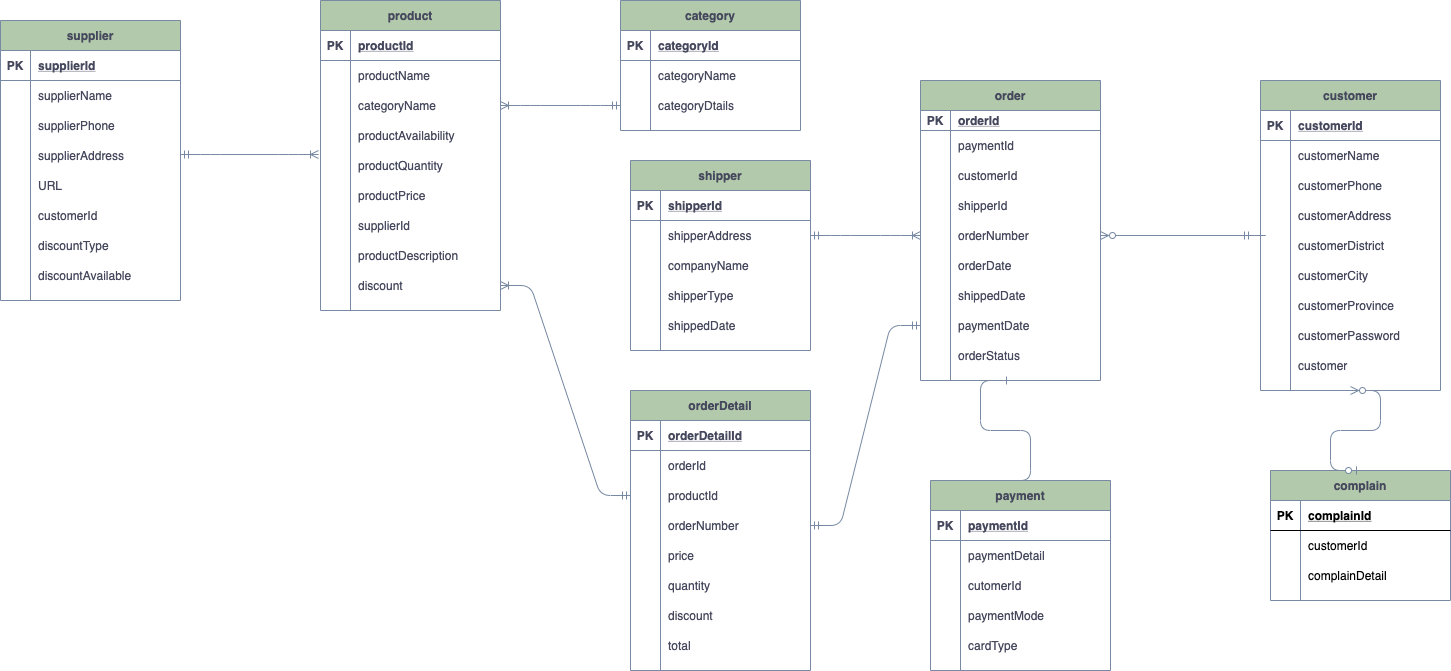 supplier
PK supplierId
supplierName
supplierPhone
supplierAddress
URL
customerId
discountType
discountAvailable
product
PK productId
productName
categoryName
productAvailability
productQuantity
productPrice
supplierId
productDescription
discount
category
PK categoryId
categoryName
categoryDtails
shipper
PK shipperId
shipperAddress
companyName
shipperType
shippedDate
orderDetail
PK orderDetailId
orderId
productId
orderNumber
price
quantity
discount
total
order
PK orderId
paymentId
customerId
shipperId
orderNumber
orderDate
shippedDate
paymentDate
orderStatus
payment
PK paymentId
paymentDetail
cutomerId
paymentMode
cardType
customer
PK customerId
customerName
customerPhone
customerAddress
customerDistrict
customerCity
customerProvince
customerPassword
customer
complain
PK complainId
customerId
complainDetail